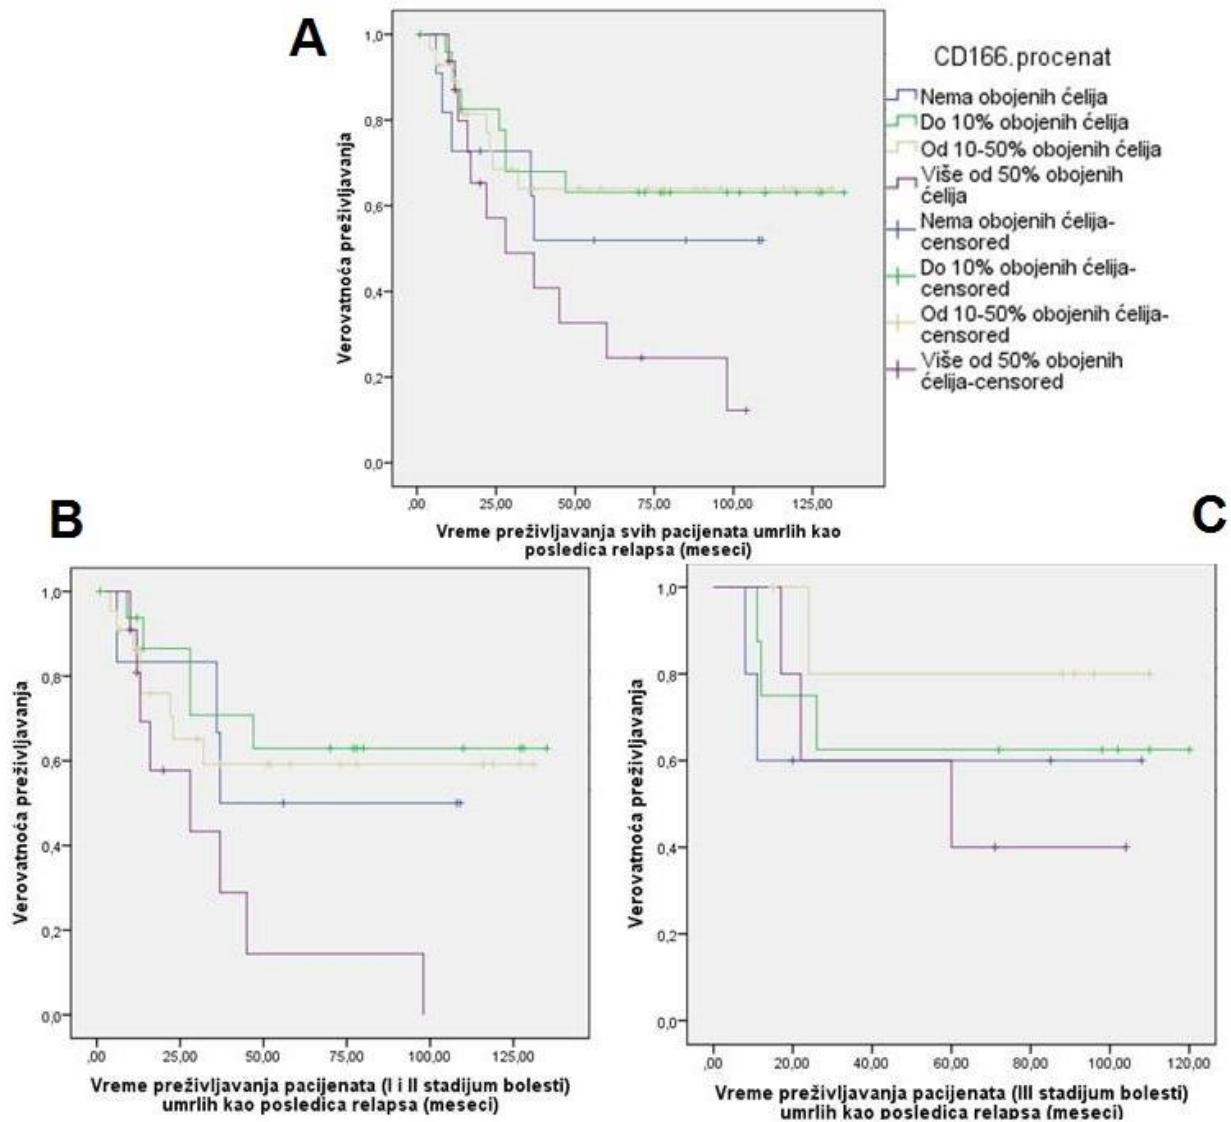 A
1,0
0,8
0,6
0,4
0,2
0,0
Verovatnoća preživljavanja
,00
25,00
50,00
75,00
100,00
125,00
Vreme preživljavanja svih pacijenata umrlih kao
posledica relapsa (meseci)
CD166.procenat
Nema obojenih ćelija
Do 10% obojenih ćelija
Od 10-50% obojenih ćelija
Više od 50% obojenih
ćelija
Nema obojenih ćelija-
censored
Do 10% obojenih ćelija-
censored
Od 10-50% obojenih ćelija-
censored
Više od 50% obojenih
ćelija-censored
B
1,0
0,8
0,6
0,4
0,2
0,0
Verovatnoća preživljavanja
,00
25,00
50,00
75,00
100,00
125,00
Vreme preživljavanja pacijenata (I i II stadijum bolesti)
umrlih kao posledica relapsa (meseci)
C
1,0
0,8
0,6
0,4
0,2
0,0
Verovatnoća preživljavanja
,00
20,00
40,00
60,00
80,00
100,00
120,00
Vreme preživljavanja pacijenata (III stadijum bolesti)
umrlih kao posledica relapsa (meseci)